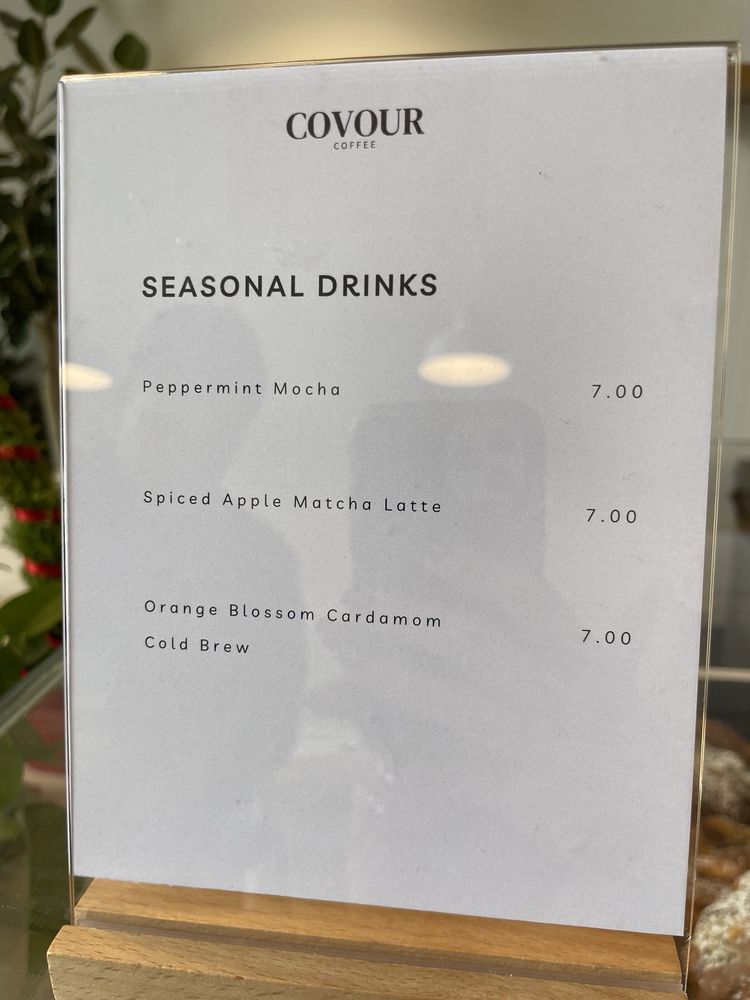 COVOUR
COFFEE
SEASONAL DRINKS
Peppermint Mocha 7.00
Spiced Apple Matcha Latte 7.00
Orange Blossom Cardamom
Cold Brew 7.00